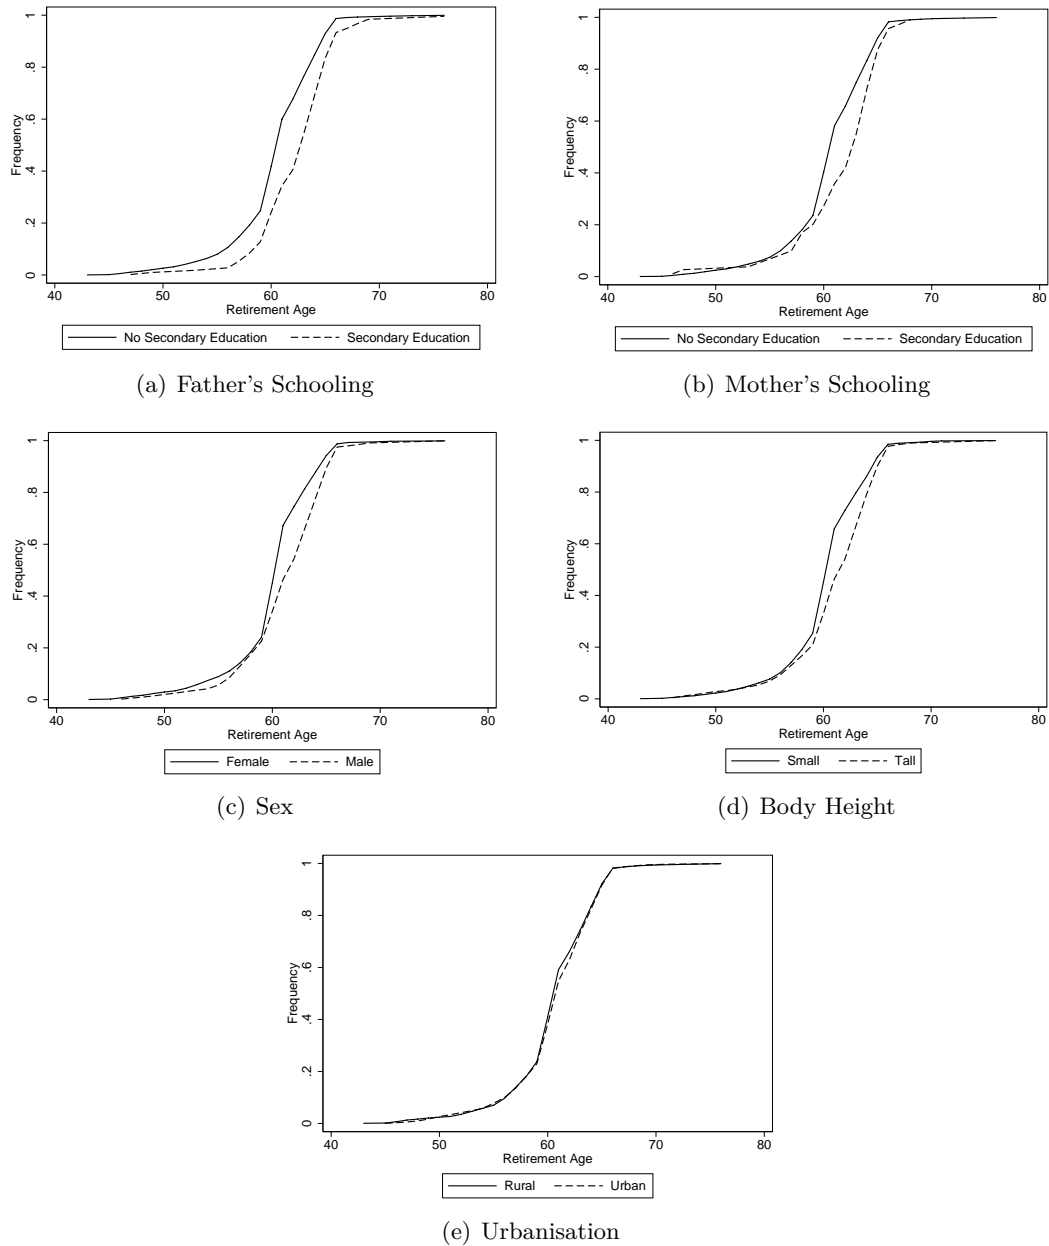 Frequency
0 .2 .4 .6 .8 1
40 50 60 70 80
Retirement Age
No Secondary Education Secondary Education
(a) Father's Schooling
Frequency
0 .2 .4 .6 .8 1
40 50 60 70 80
Retirement Age
No Secondary Education Secondary Education
(b) Mother's Schooling
Frequency
0 .2 .4 .6 .8 1
40 50 60 70 80
Retirement Age
Female Male
(c) Sex
Frequency
0 .2 .4 .6 .8 1
40 50 60 70 80
Retirement Age
Small Tall
(d) Body Height
Frequency
0 .2 .4 .6 .8 1
40 50 60 70 80
Retirement Age
Rural Urban
(e) Urbanisation